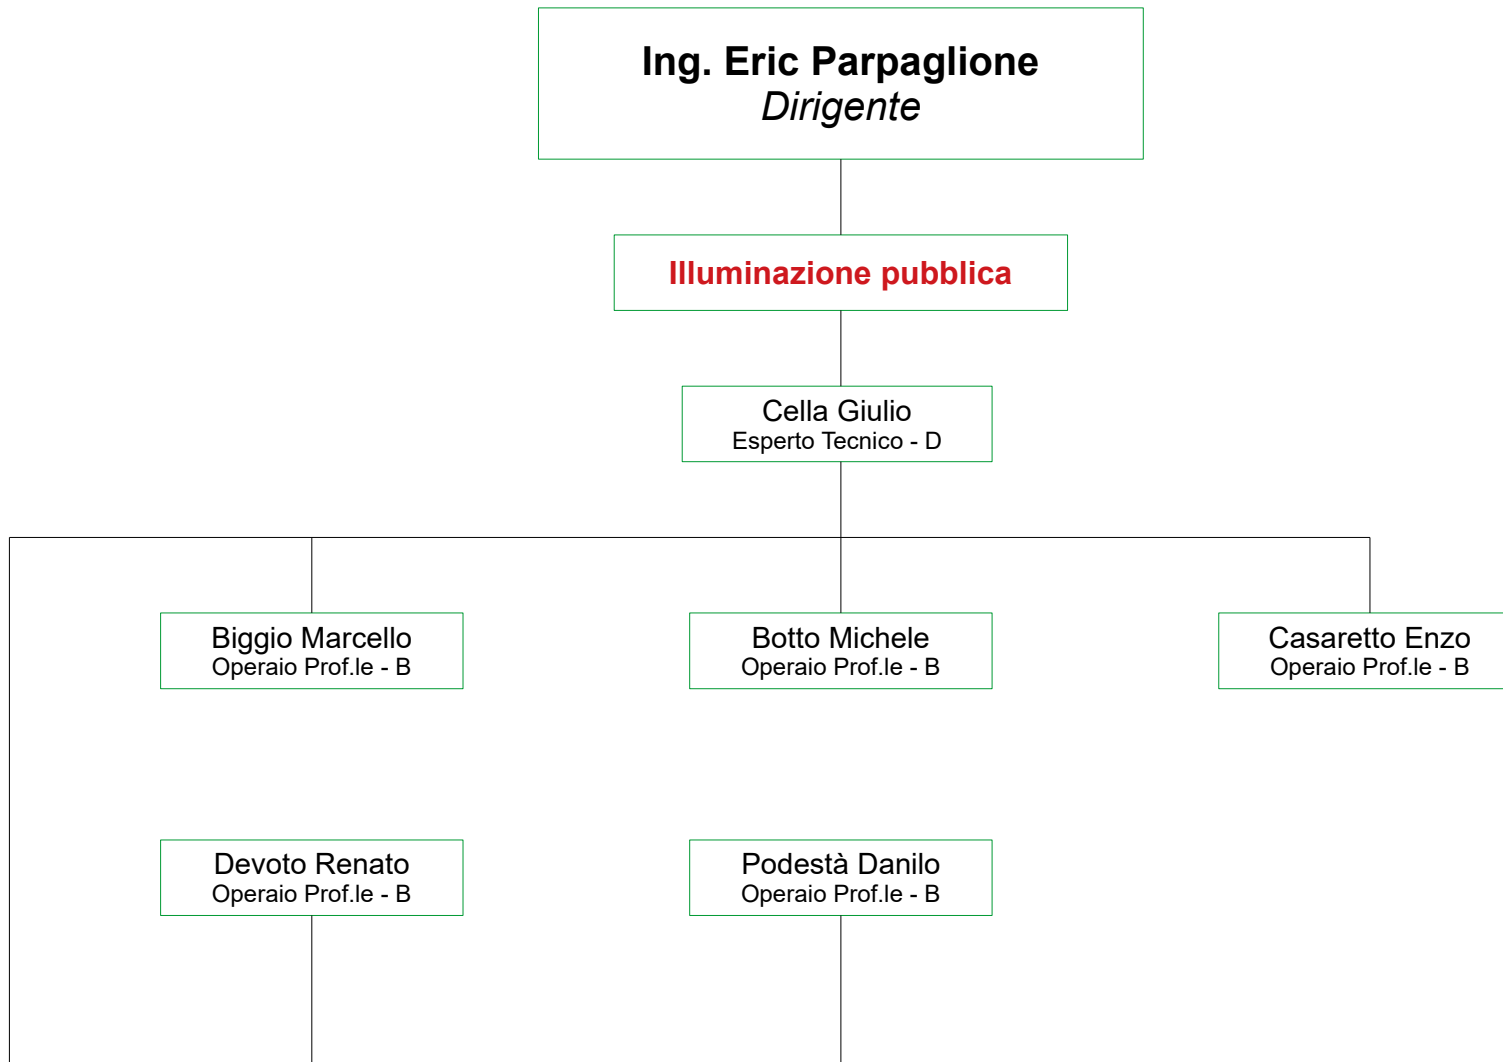 Ing. Eric Parpaglione
Dirigente
Illuminazione pubblica
Cella Giulio
Esperto Tecnico - D
Biggio Marcello
Operaio Prof.le - B
Botto Michele
Operaio Prof.le - B
Casaretto Enzo
Operaio Prof.le - B
Devoto Renato
Operaio Prof.le - B
Podestà Danilo
Operaio Prof.le - B